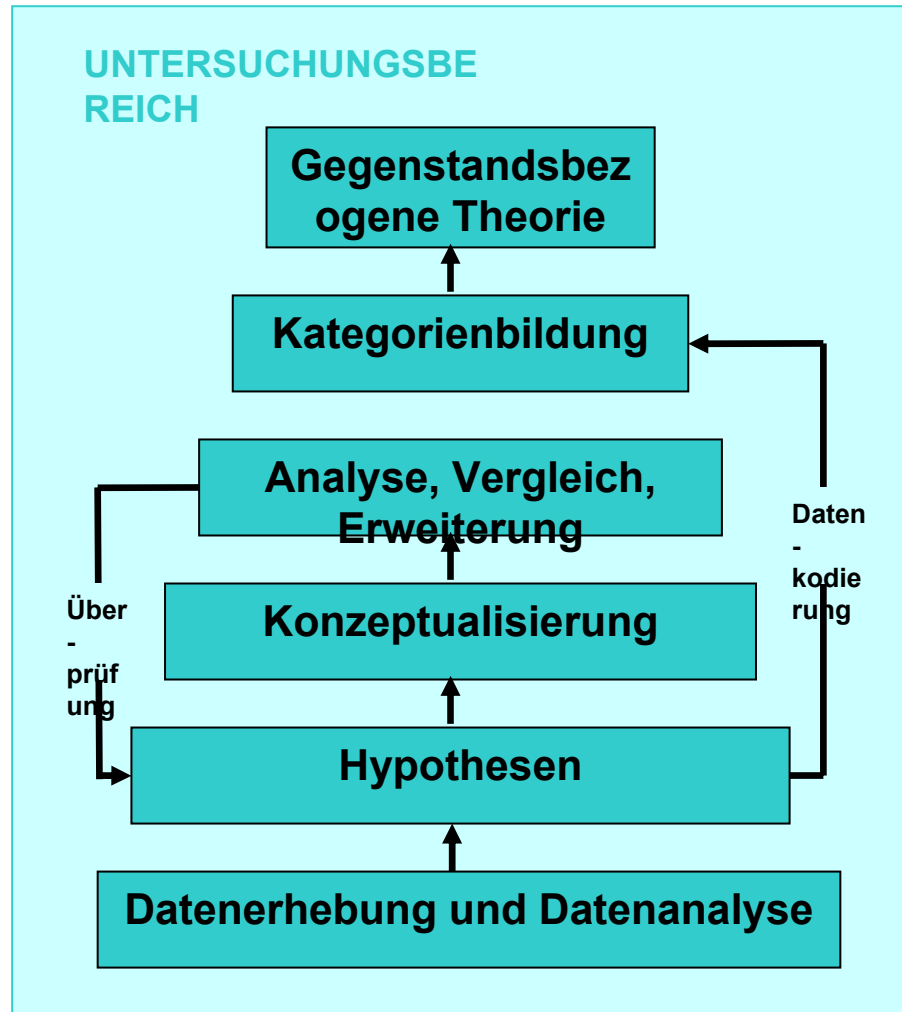 UNTERSUCHUNGSBE
REICH
Gegenstandsbez
ogene Theorie
Kategorienbildung
Analyse, Vergleich,
Erweiterung
Daten
-
kodie
rung
Konzeptualisierung
Über
-
prüf
ung
Hypothesen
Datenerhebung und Datenanalyse